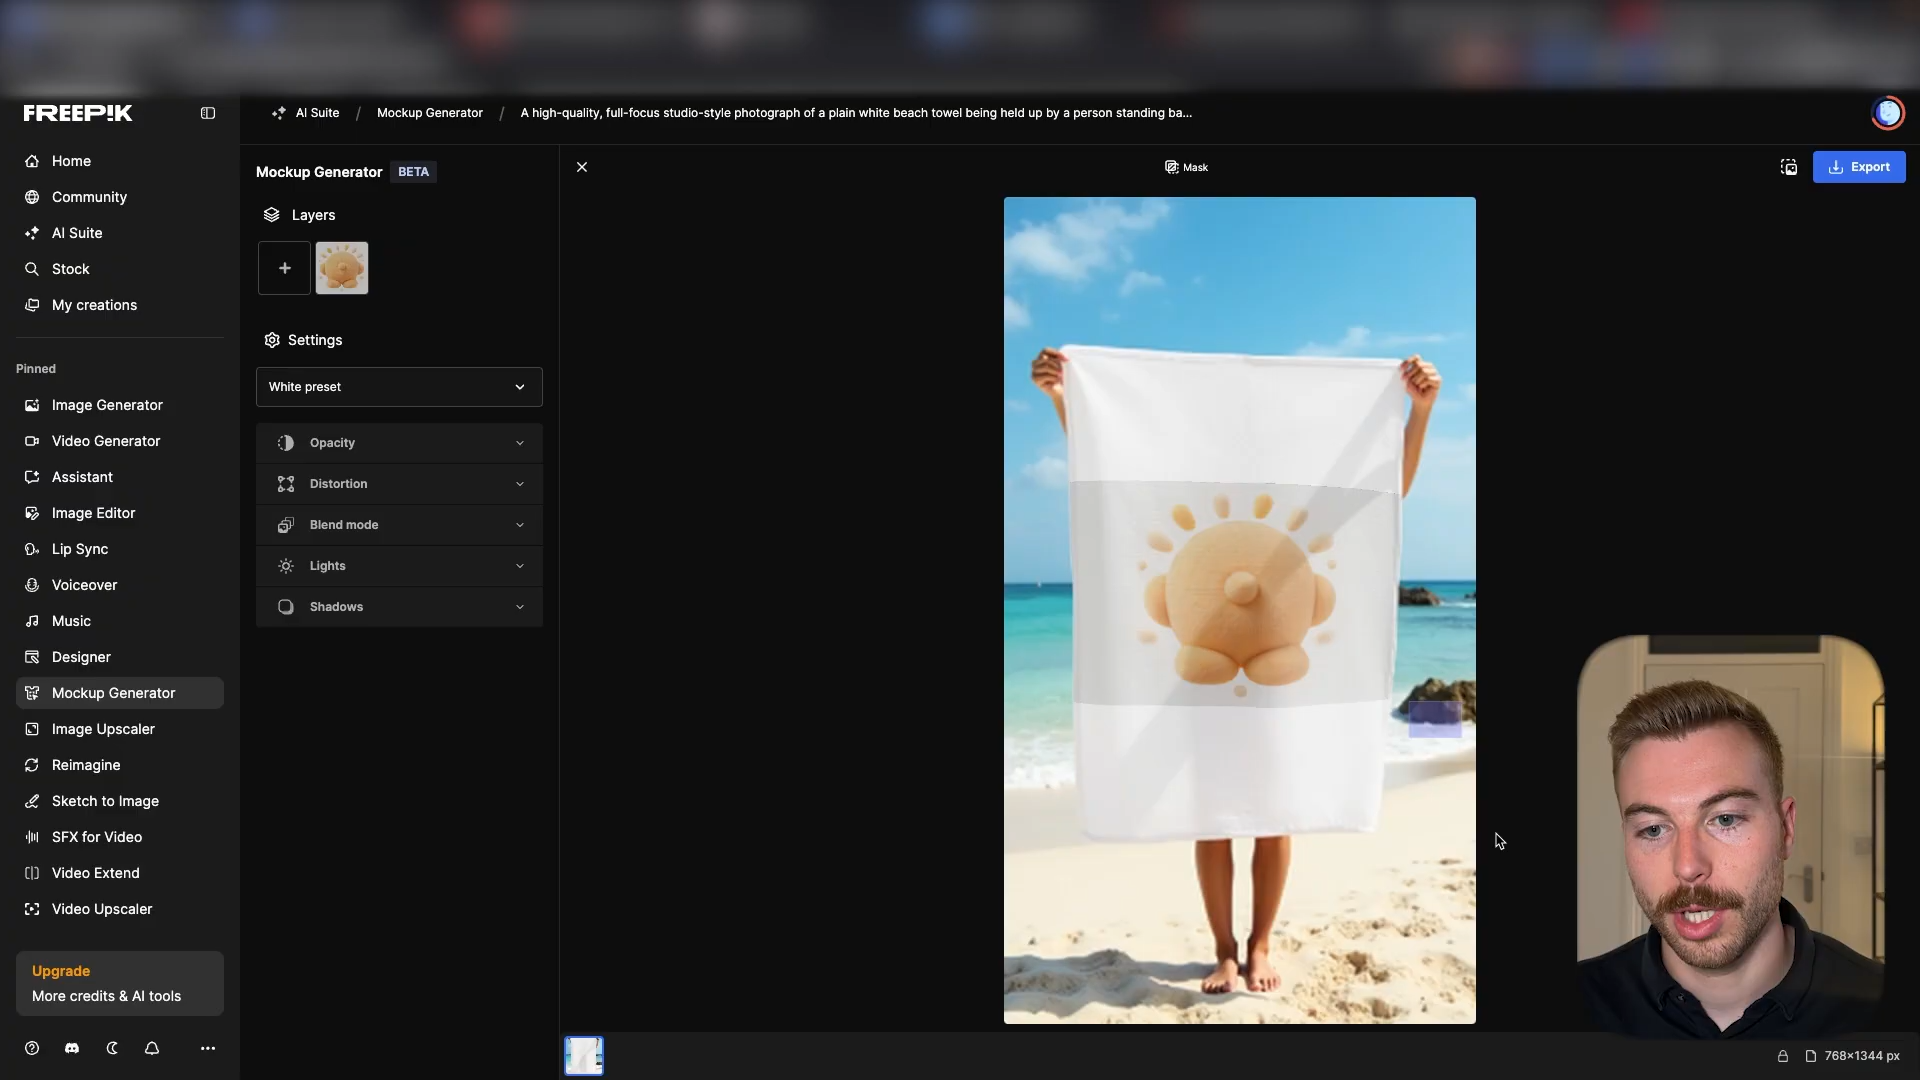 FREEP!K
AI Suite / Mockup Generator / A high-quality, full-focus studio-style photograph of a plain white beach towel being held up by a person standing ba...
Home
Community
AI Suite
Stock
My creations
Pinned
Image Generator
Video Generator
Assistant
Image Editor
Lip Sync
Voiceover
Music
Designer
Mockup Generator
Image Upscaler
Reimagine
Sketch to Image
SFX for Video
Video Extend
Video Upscaler
Upgrade
More credits & AI tools
Mockup Generator BETA
Layers
Settings
White preset
Opacity
Distortion
Blend mode
Lights
Shadows
Mask
Export
768×1344 px